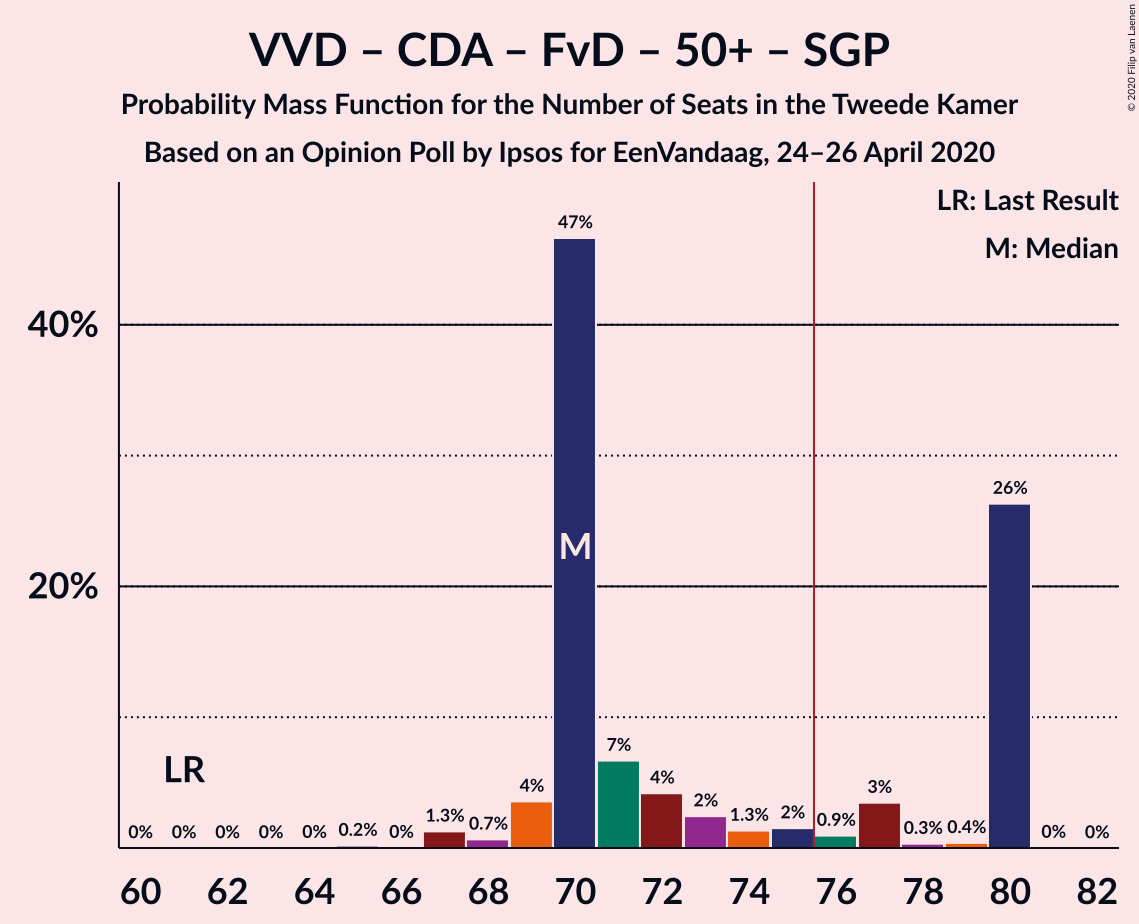 VVD – CDA – FvD – 50+ – SGP
Probability Mass Function for the Number of Seats in the Tweede Kamer
Based on an Opinion Poll by Ipsos for EenVandaag, 24–26 April 2020
© 2020 Filip van Laenen
LR: Last Result
M: Median
40%
20%
LR
M
0% 0% 0% 0% 0% 0.2% 0% 1.3% 0.7% 4% 47% 7% 4% 2% 1.3% 2% 0.9% 3% 0.3% 0.4% 26% 0% 0%
60 62 64 66 68 70 72 74 76 78 80 82